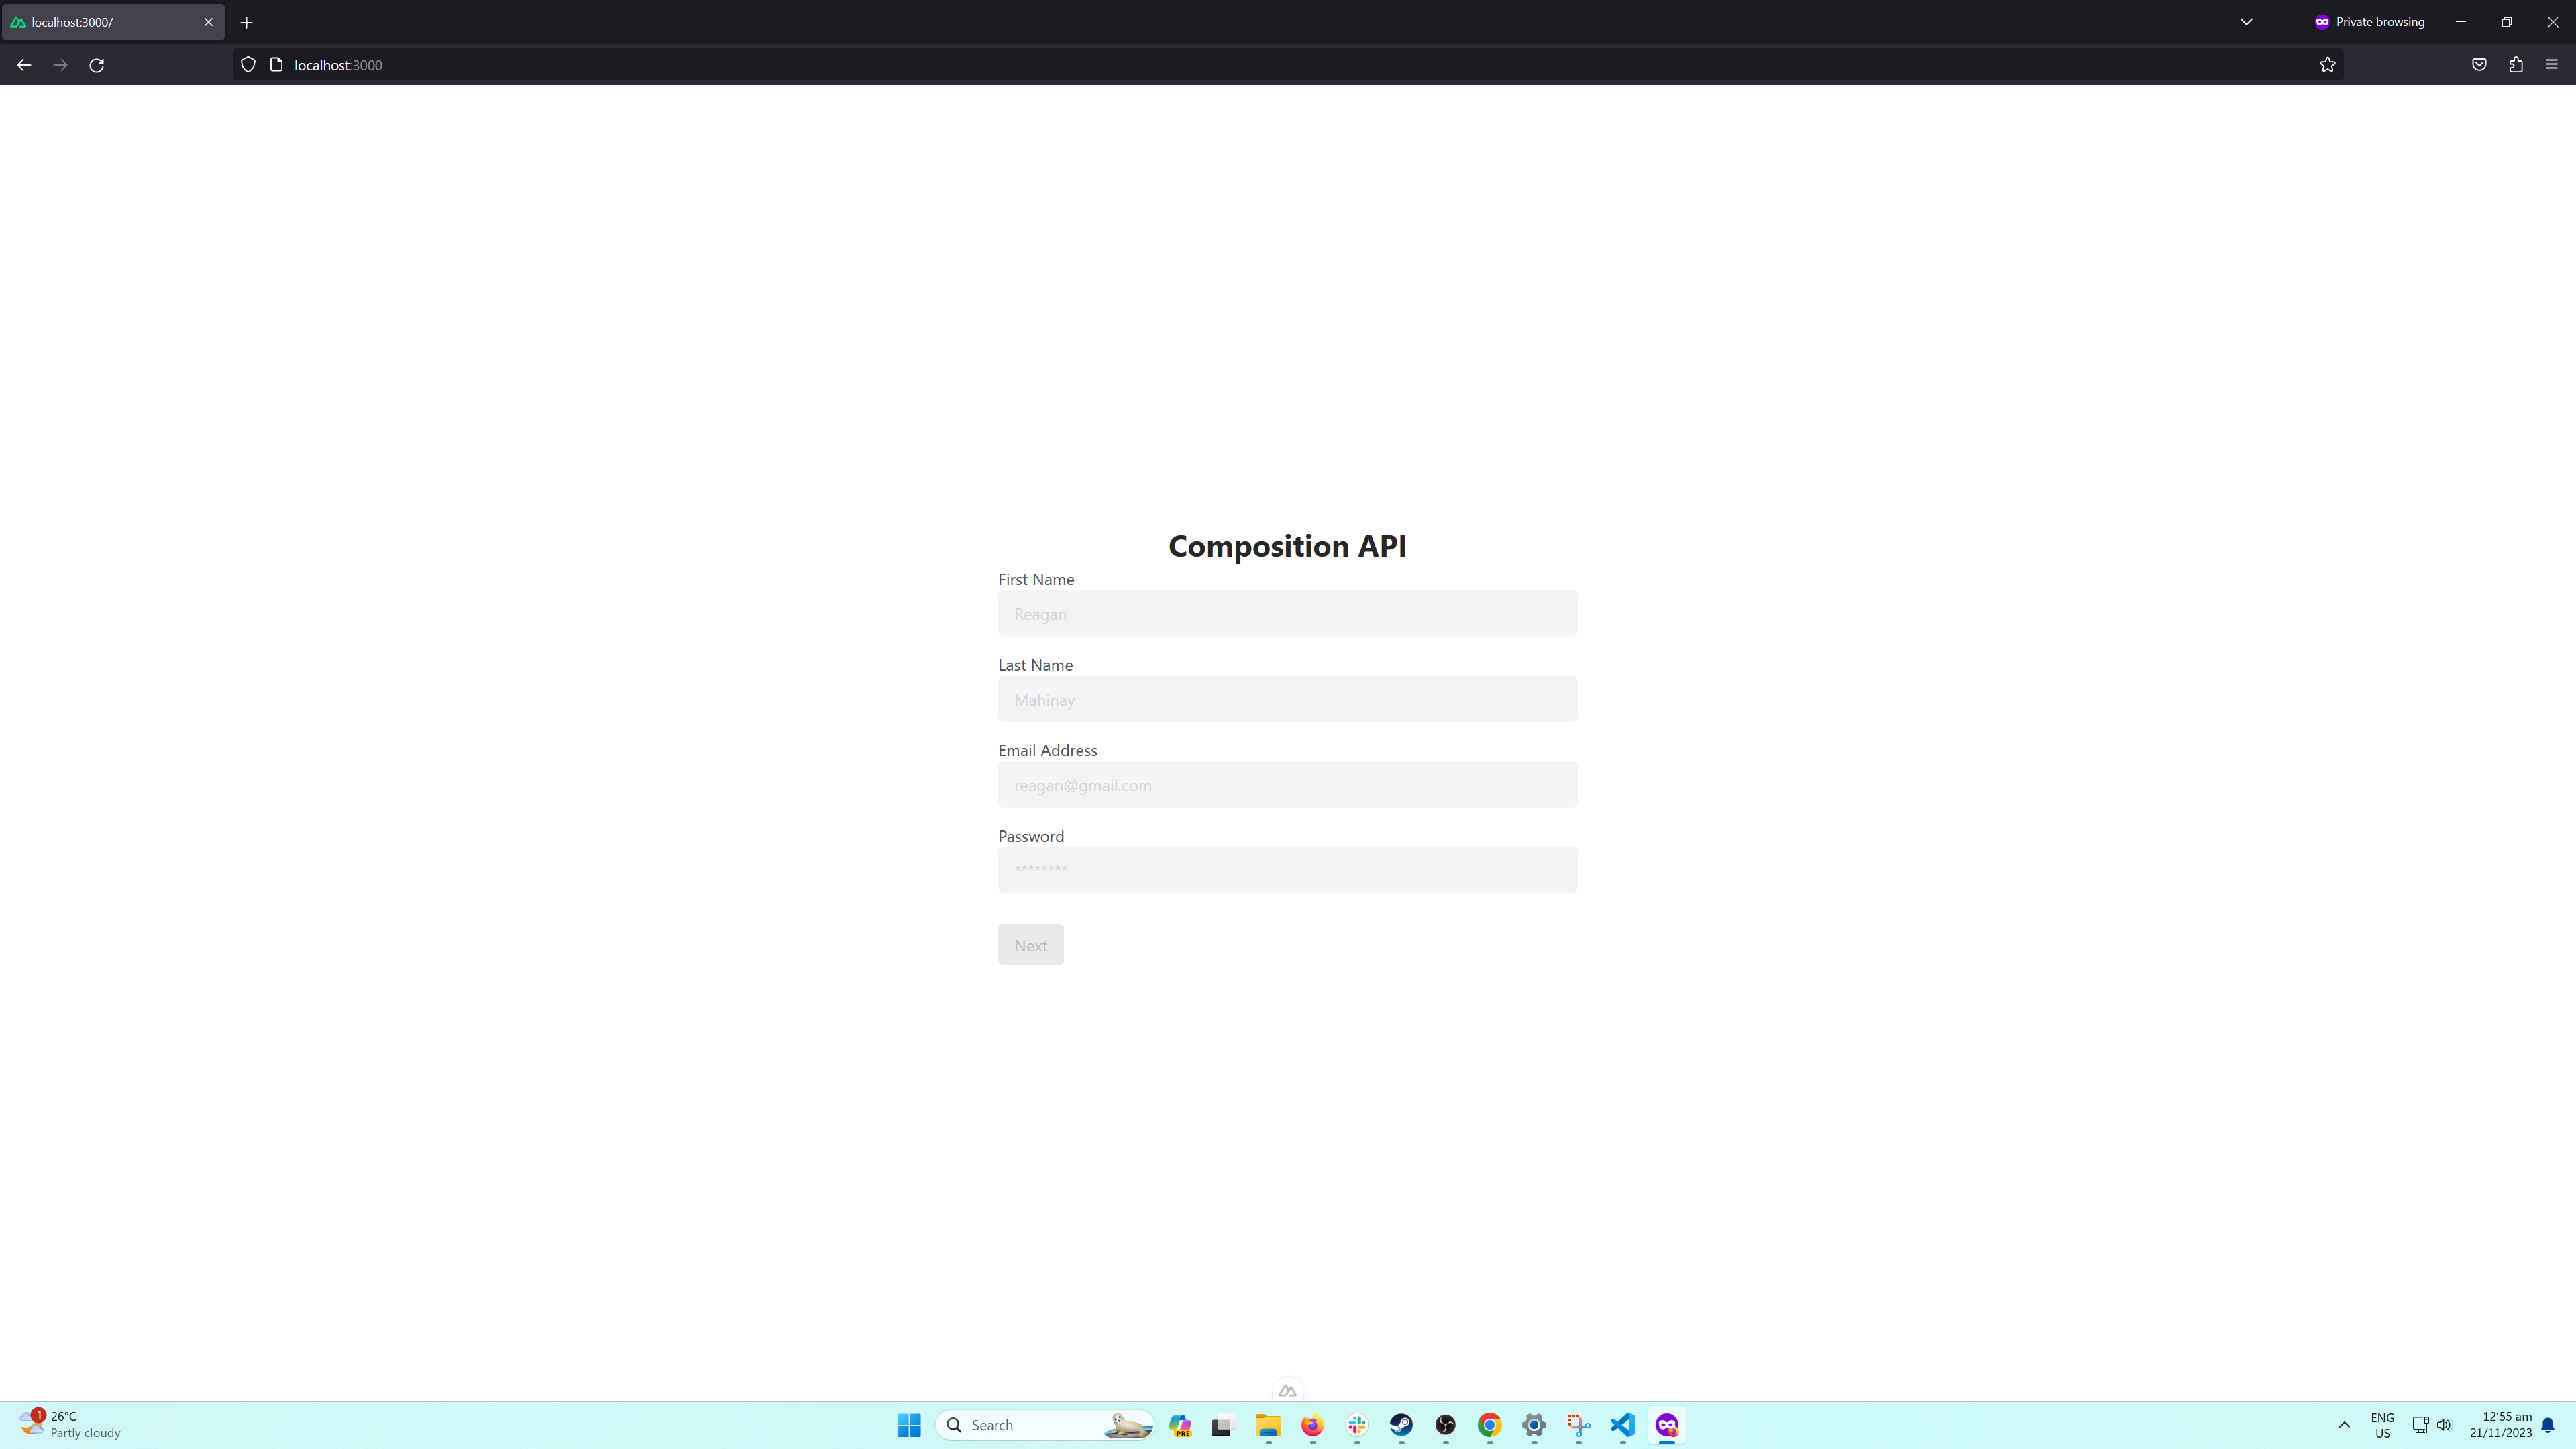 localhost:3000/
Private browsing
localhost:3000
Composition API
First Name
Reagan
Last Name
Mahinay
Email Address
reagan@gmail.com
Password
********
Next
1
26°C
Partly cloudy
Search
PRE
ENG
US
12:55 am
21/11/2023